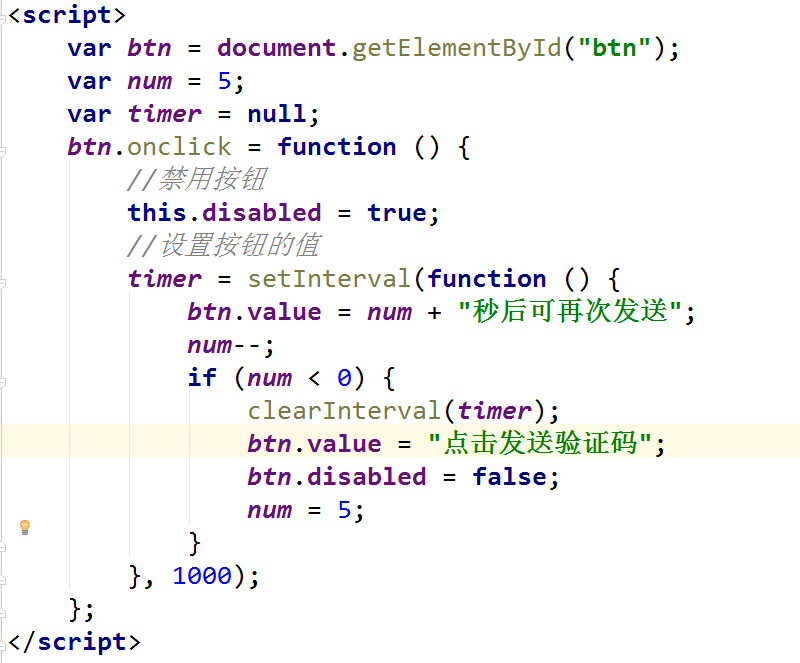 <script>
var btn = document.getElementById("btn");
var num = 5;
var timer = null;
btn.onclick = function () {
//禁用按钮
this.disabled = true;
//设置按钮的值
timer = setInterval(function () {
btn.value = num + "秒后可再次发送";
num--;
if (num < 0) {
clearInterval(timer);
btn.value = "点击发送验证码";
btn.disabled = false;
num = 5;
}
}, 1000);
};
</script>